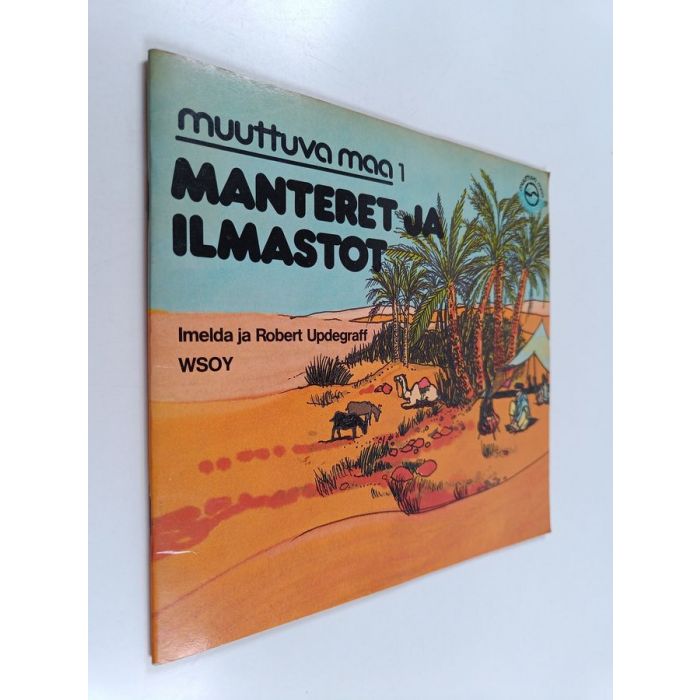 muuttuva maa 1
MANTERET JA
ILMASTOT
Imelda ja Robert Updegraff
WSOY